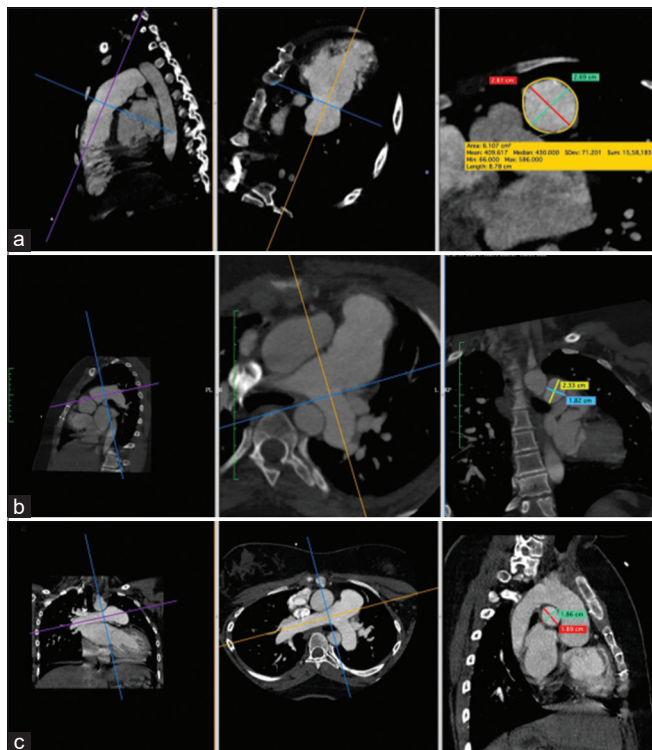 2.81 cm
2.69 cm
Area: 6.107 cm²
Mean: 409.617 Median: 430.000 SDev: 71.201 Sum: 15,58,183
Min: 66.000 Max: 586.000
Length: 8.78 cm
a
2.33 cm
1.82 cm
b
1.86 cm
1.89 cm
c